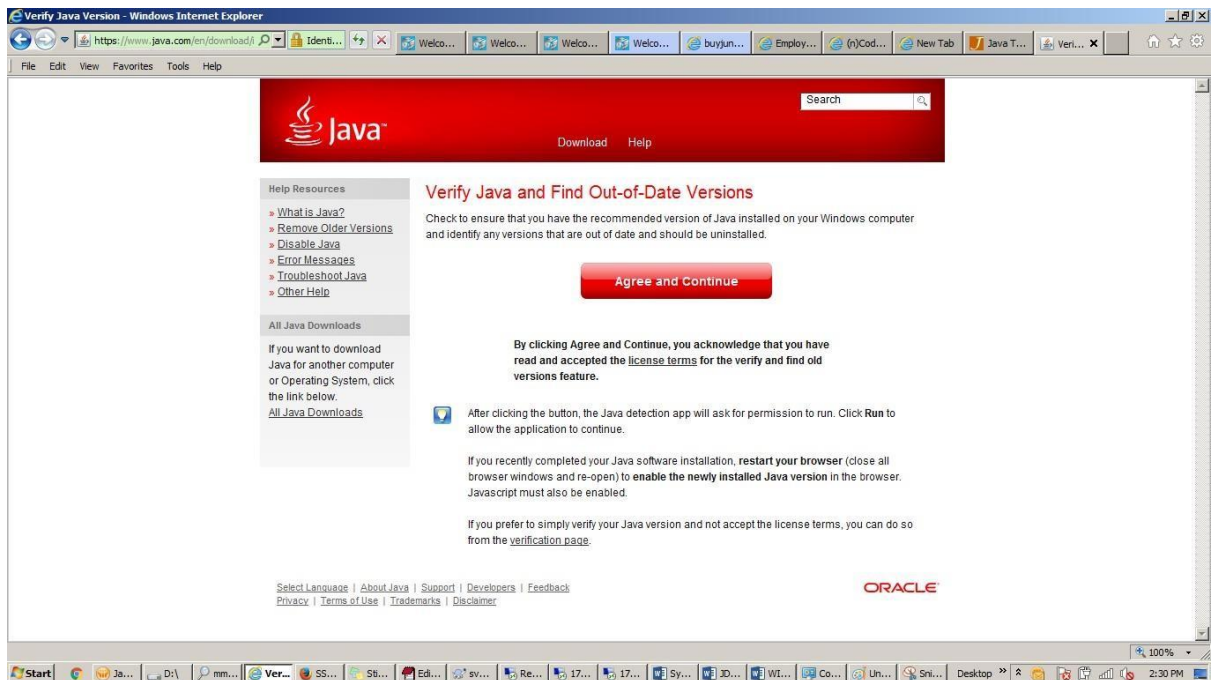 Verify Java Version - Windows Internet Explorer
https://www.java.com/en/download/i
Identi...
Welco...
Welco...
Welco...
Welco...
buyjun...
Employ...
(n)Cod...
New Tab
Java T...
Veri...
File Edit View Favorites Tools Help
Java
Search
Download Help
Help Resources
» What is Java?
» Remove Older Versions
» Disable Java
» Error Messages
» Troubleshoot Java
» Other Help
All Java Downloads
If you want to download
Java for another computer
or Operating System, click
the link below.
All Java Downloads
Verify Java and Find Out-of-Date Versions
Check to ensure that you have the recommended version of Java installed on your Windows computer
and identify any versions that are out of date and should be uninstalled.
Agree and Continue
By clicking Agree and Continue, you acknowledge that you have
read and accepted the license terms for the verify and find old
versions feature.
After clicking the button, the Java detection app will ask for permission to run. Click Run to
allow the application to continue.
If you recently completed your Java software installation, restart your browser (close all
browser windows and re-open) to enable the newly installed Java version in the browser.
Javascript must also be enabled.
If you prefer to simply verify your Java version and not accept the license terms, you can do so
from the verification page.
Select Language | About Java | Support | Developers | Feedback
Privacy | Terms of Use | Trademarks | Disclaimer
ORACLE
100%
Start Ja... D:\ mm... Ver... SS... Sti... Edi... sv... Re... 17... 17... Sy... JD... WI... Co... Un... Sni... Desktop » 2:30 PM